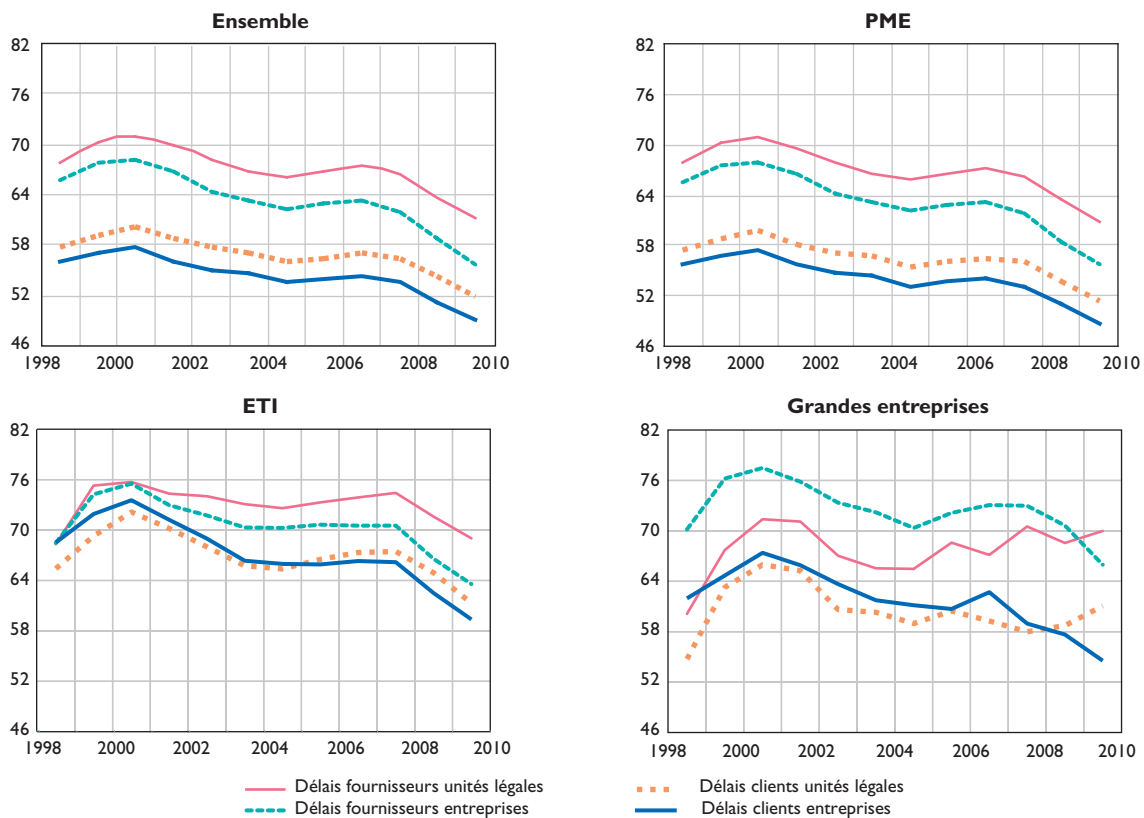 Ensemble
82
76
70
64
58
52
46
1998 2000 2002 2004 2006 2008 2010
PME
82
76
70
64
58
52
46
1998 2000 2002 2004 2006 2008 2010
ETI
82
76
70
64
58
52
46
1998 2000 2002 2004 2006 2008 2010
Grandes entreprises
82
76
70
64
58
52
46
1998 2000 2002 2004 2006 2008 2010
Délais fournisseurs unités légales
Délais fournisseurs entreprises
Délais clients unités légales
Délais clients entreprises